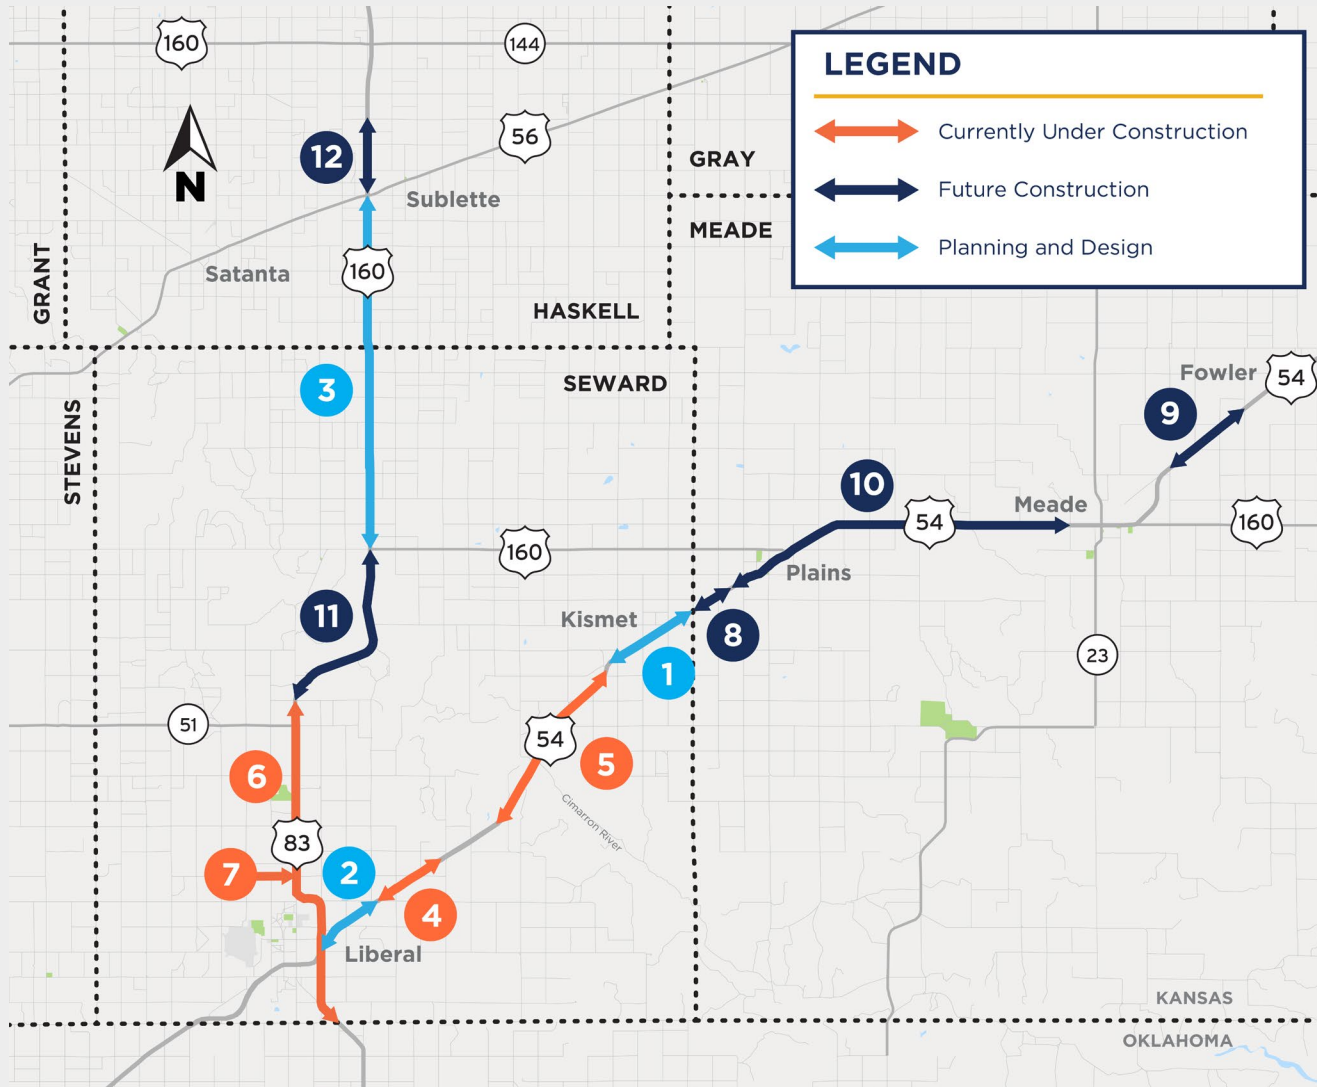 160
144
LEGEND
Currently Under Construction
Future Construction
Planning and Design
56
12
N
GRAY
Sublette
MEADE
GRANT
Satanta
160
HASKELL
3
SEWARD
Fowler
54
9
STEVENS
10
Meade
54
160
160
Plains
11
Kismet
8
1
23
51
54
5
6
Cimarron River
83
7
2
4
Liberal
KANSAS
OKLAHOMA